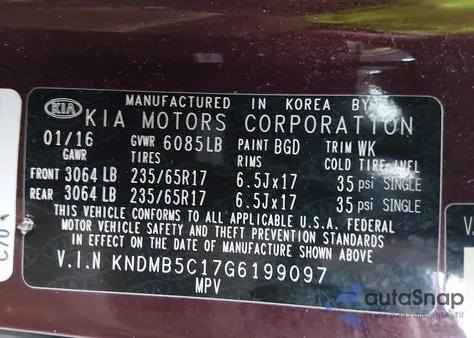 MANUFACTURED IN KOREA BY
KIA KIA MOTORS CORPORATION
01/16 GVWR 6085LB PAINT BGD TRIM WK
GAWR TIRES RIMS COLD TIRE INFL
FRONT 3064 LB 235/65R17 6.5Jx17 35 psi SINGLE
REAR 3064 LB 235/65R17 6.5Jx17 35 psi SINGLE
THIS VEHICLE CONFORMS TO ALL APPLICABLE U.S.A. FEDERAL
MOTOR VEHICLE SAFETY AND THEFT PREVENTION STANDARDS
IN EFFECT ON THE DATE OF MANUFACTURE SHOWN ABOVE
V.I.N KNDMB5C17G6199097
MPV
autoSnap